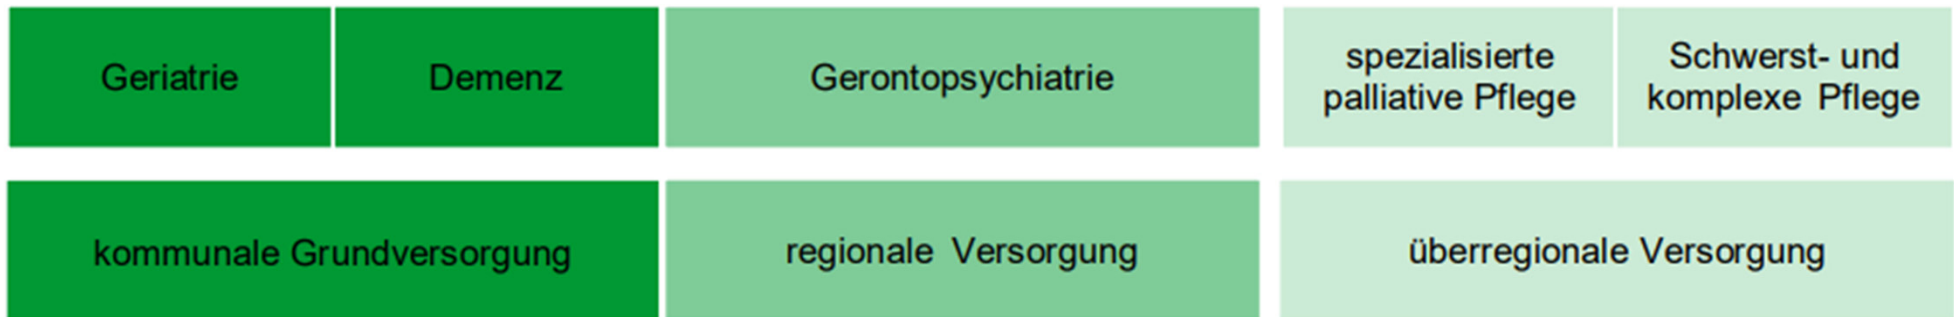 Geriatrie
Demenz
Gerontopsychiatrie
spezialisierte
palliative Pflege
Schwerst- und
komplexe Pflege
kommunale Grundversorgung
regionale Versorgung
überregionale Versorgung